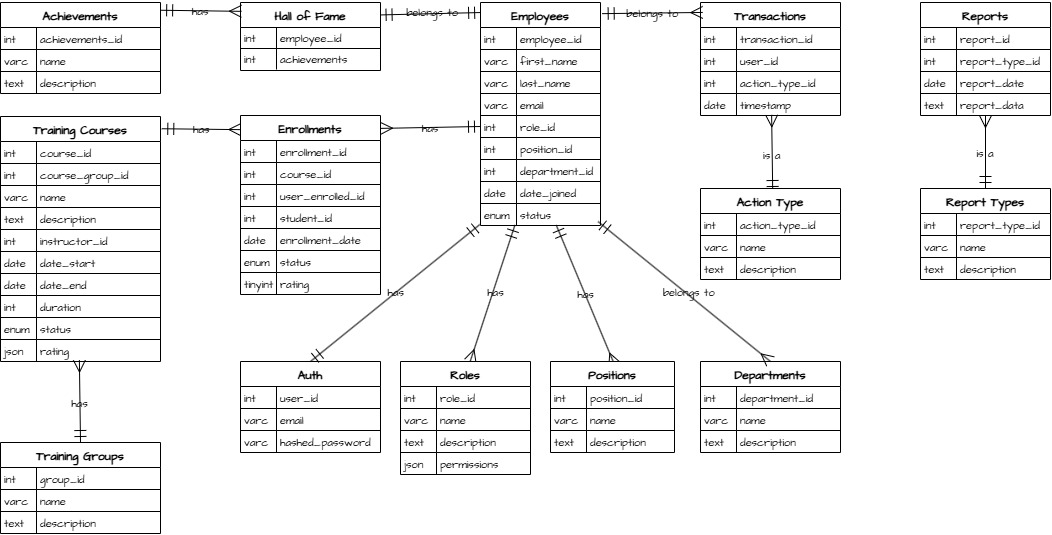 Achievements
int achievements_id
varc name
text description
has
Hall of Fame
int employee_id
int achievements
belongs to
Employees
int employee_id
varc first_name
varc last_name
varc email
int role_id
int position_id
int department_id
date date_joined
enum status
belongs to
Transactions
int transaction_id
int user_id
int action_type_id
date timestamp
Reports
int report_id
int report_type_id
date report_date
text report_data
Training Courses
int course_id
int course_group_id
varc name
text description
int instructor_id
date date_start
date date_end
int duration
enum status
json rating
has
Enrollments
int enrollment_id
int course_id
int user_enrolled_id
int student_id
date enrollment_date
enum status
tinyint rating
has
is a
is a
Action Type
int action_type_id
varc name
text description
Report Types
int report_type_id
varc name
text description
has
has
has
belongs to
has
Auth
int user_id
varc email
varc hashed_password
Roles
int role_id
varc name
text description
json permissions
Positions
int position_id
varc name
text description
Departments
int department_id
varc name
text description
Training Groups
int group_id
varc name
text description